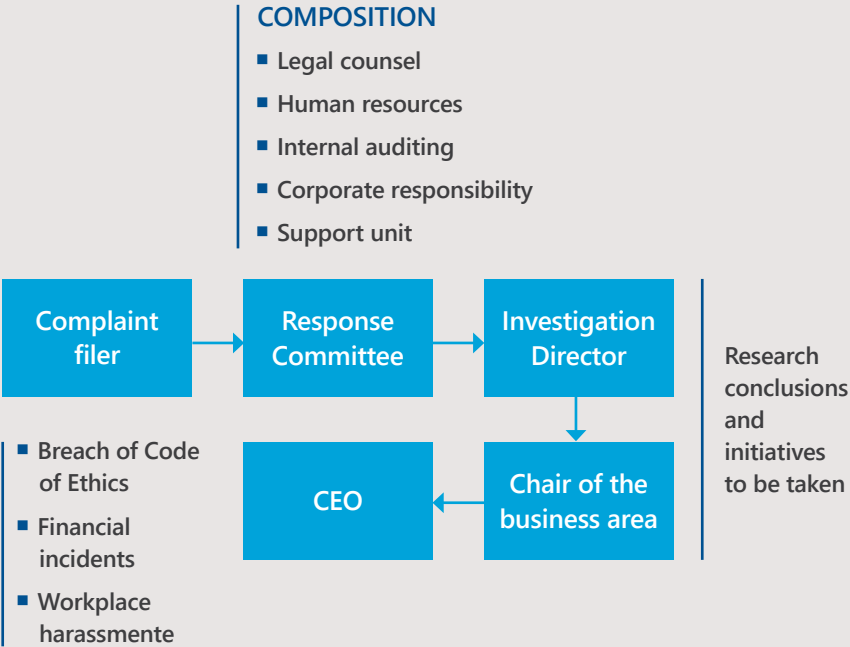 COMPOSITION
▪ Legal counsel
▪ Human resources
▪ Internal auditing
▪ Corporate responsibility
▪ Support unit
Complaint
filer
Response
Committee
Investigation
Director
Research
conclusions
and
initiatives
to be taken
▪ Breach of Code
of Ethics
▪ Financial
incidents
▪ Workplace
harassmente
CEO
Chair of the
business area